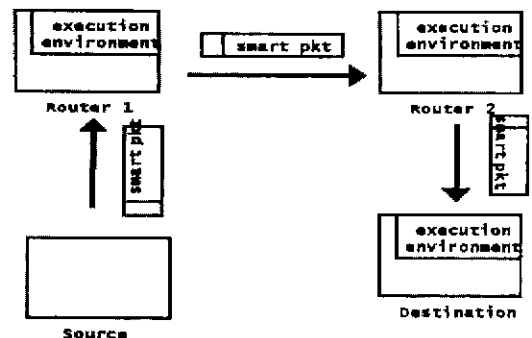 execution
environment
Router 1
smart pkt
execution
environment
Router 2
smart pkt
smart pkt
Source
execution
environment
Destination